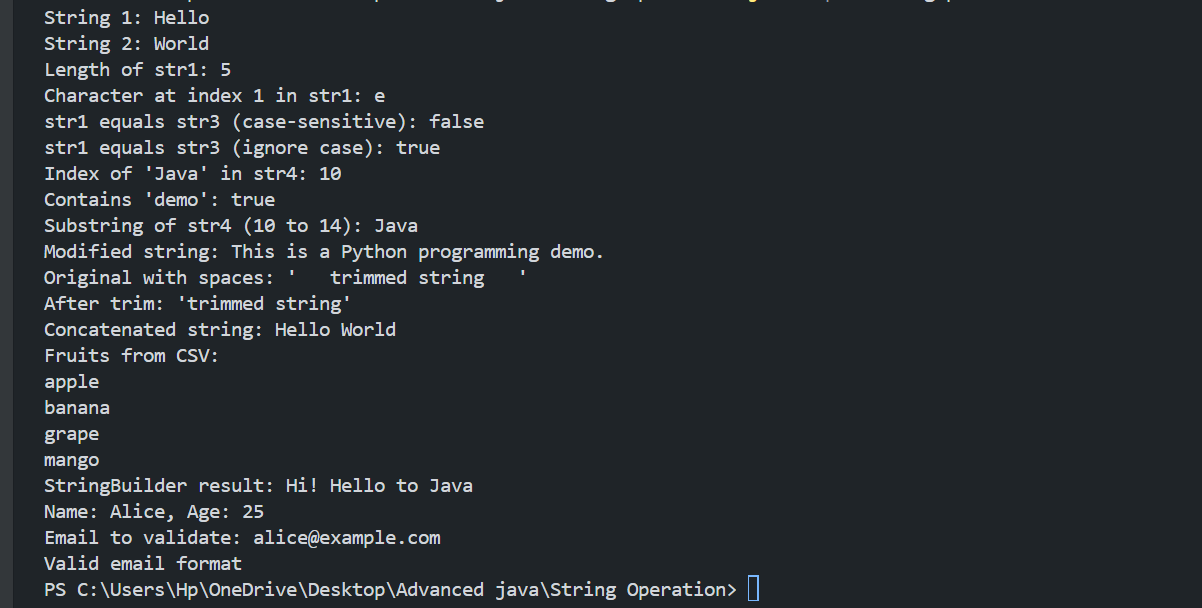 String 1: Hello
String 2: World
Length of str1: 5
Character at index 1 in str1: e
str1 equals str3 (case-sensitive): false
str1 equals str3 (ignore case): true
Index of 'Java' in str4: 10
Contains 'demo': true
Substring of str4 (10 to 14): Java
Modified string: This is a Python programming demo.
Original with spaces: '   trimmed string   '
After trim: 'trimmed string'
Concatenated string: Hello World
Fruits from CSV:
apple
banana
grape
mango
StringBuilder result: Hi! Hello to Java
Name: Alice, Age: 25
Email to validate: alice@example.com
Valid email format
PS C:\Users\Hp\OneDrive\Desktop\Advanced java\String Operation>